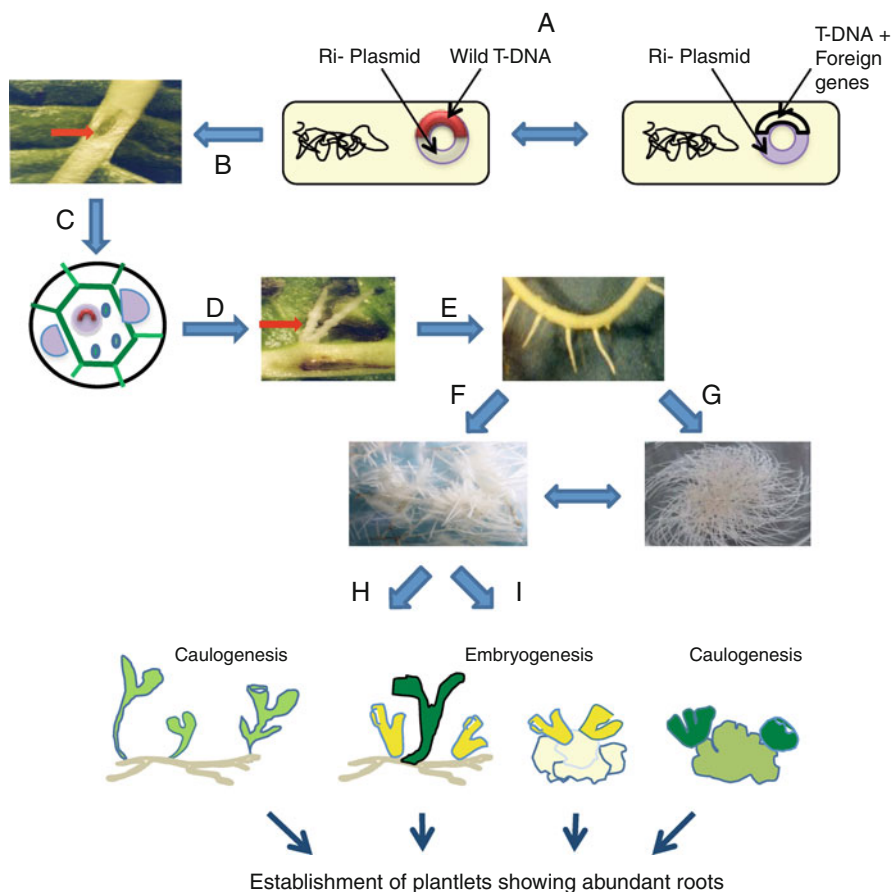 A
Ri- Plasmid
Wild T-DNA
Ri- Plasmid
T-DNA +
Foreign
genes
B
C
D
E
F
G
H
I
Caulogenesis
Embryogenesis
Caulogenesis
Establishment of plantlets showing abundant roots